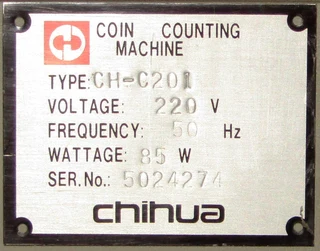 COIN COUNTING
MACHINE
TYPE: CH-C201
VOLTAGE: 220 V
FREQUENCY: 50 Hz
WATTAGE: 85 W
SER.No.: 5024274
chihua